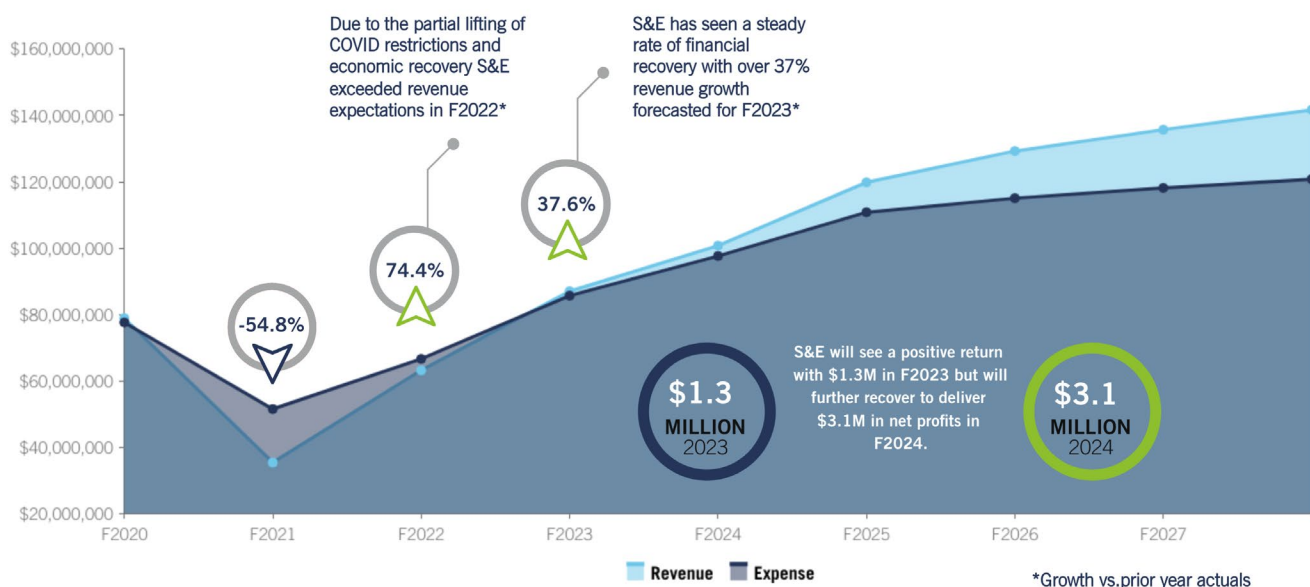 Due to the partial lifting of
COVID restrictions and
economic recovery S&E
exceeded revenue
expectations in F2022*
S&E has seen a steady
rate of financial
recovery with over 37%
revenue growth
forecasted for F2023*
$160,000,000
$140,000,000
$120,000,000
$100,000,000
$80,000,000
$60,000,000
$40,000,000
$20,000,000
-54.8%
74.4%
37.6%
$1.3
MILLION
2023
S&E will see a positive return
with $1.3M in F2023 but will
further recover to deliver
$3.1M in net profits in
F2024.
$3.1
MILLION
2024
F2020
F2021
F2022
F2023
F2024
F2025
F2026
F2027
Revenue
Expense
*Growth vs.prior year actuals